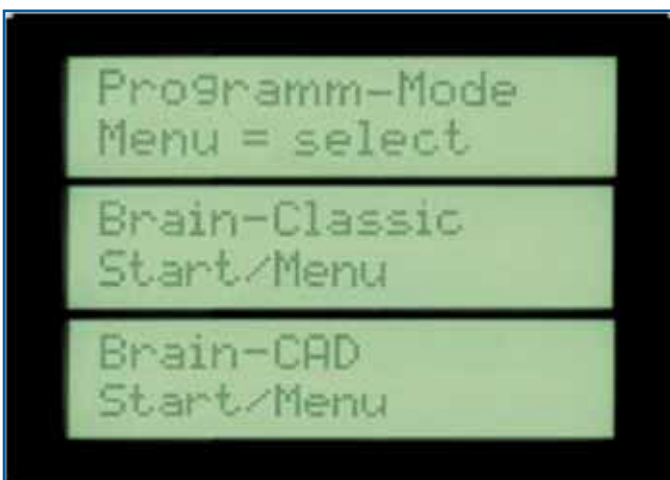 Programm-Mode
Menu = select
Brain-Classic
Start/Menu
Brain-CAD
Start/Menu